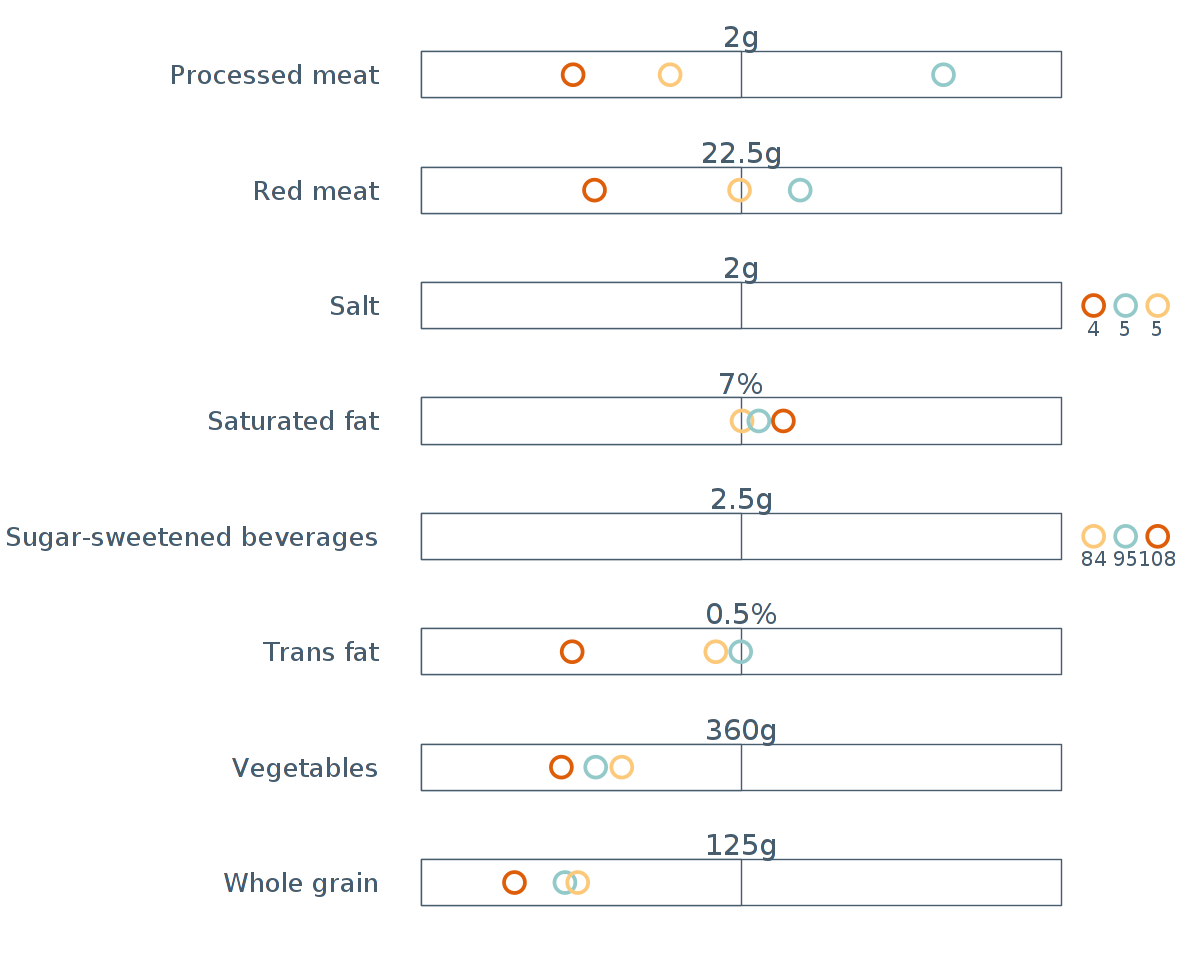 2g
Processed meat
22.5g
Red meat
2g
Salt
4 5 5
7%
Saturated fat
2.5g
Sugar-sweetened beverages
84 95 108
0.5%
Trans fat
360g
Vegetables
125g
Whole grain